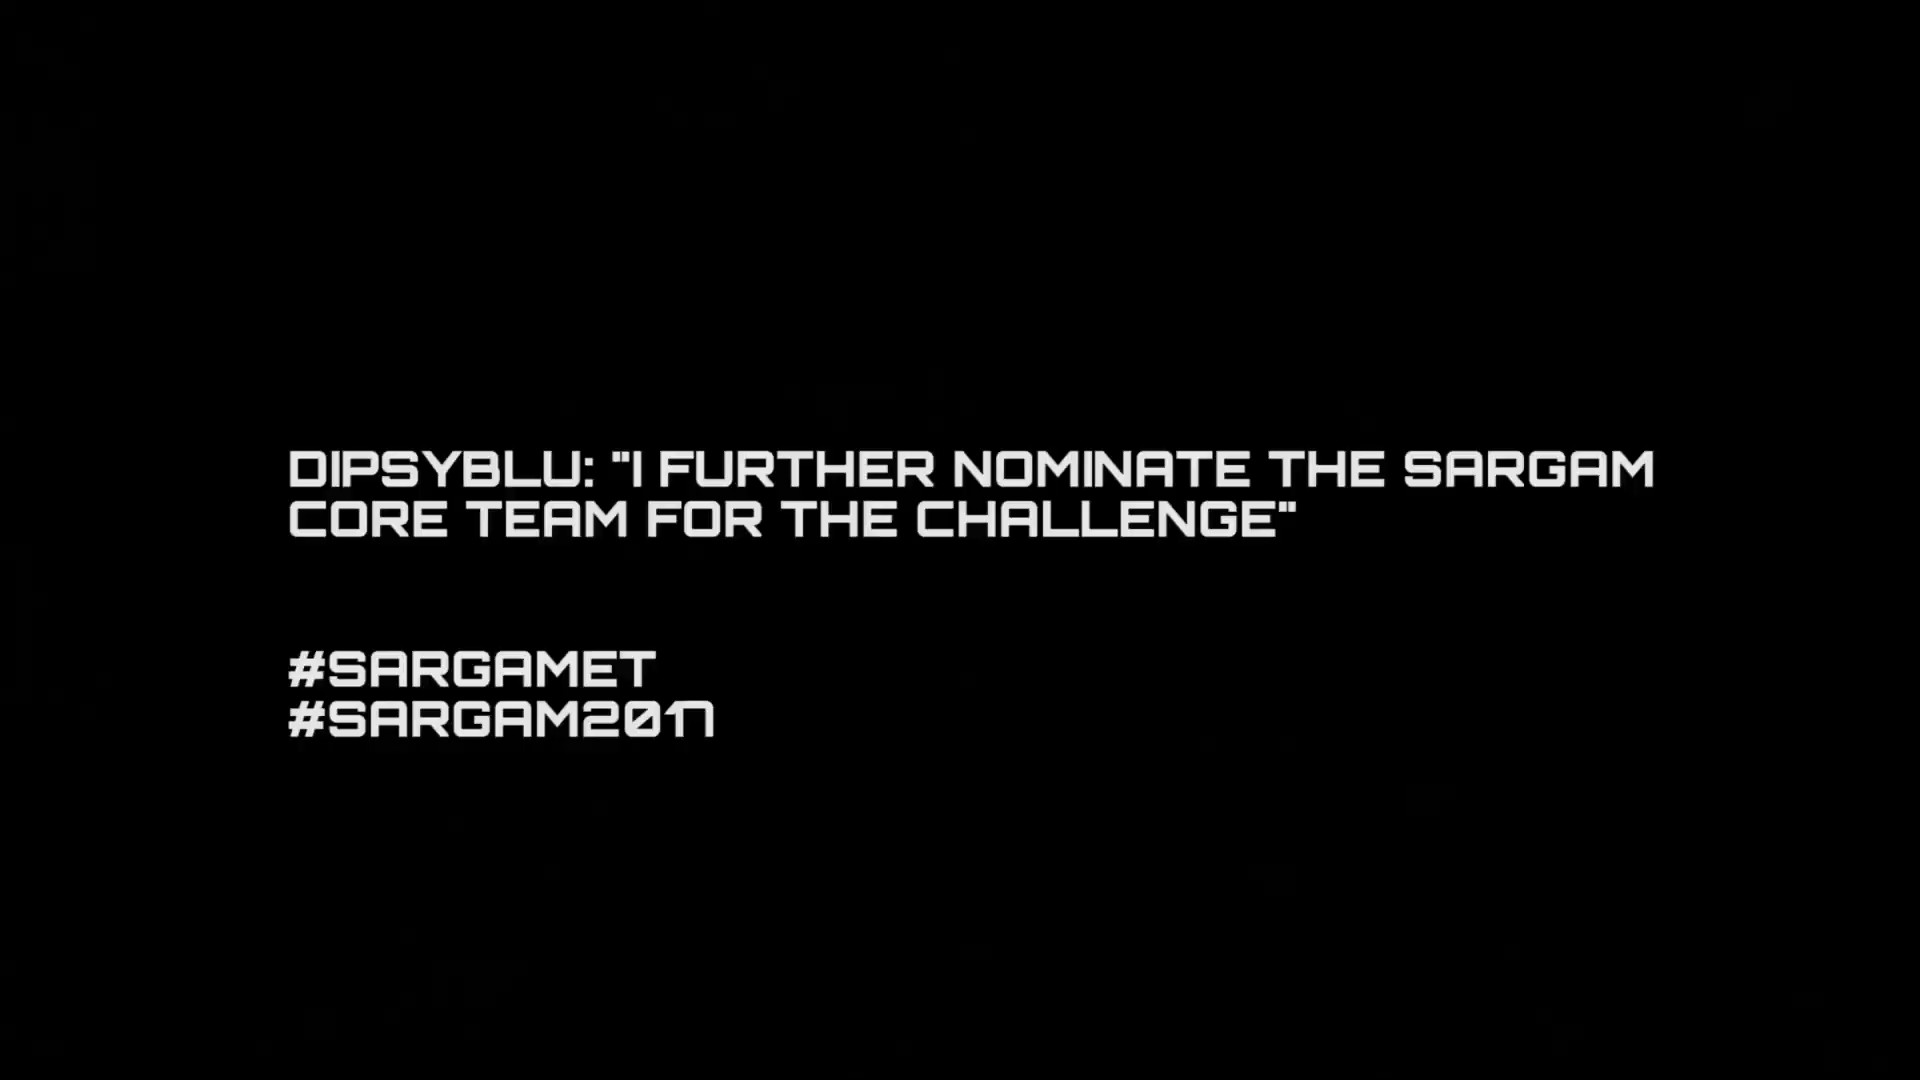 DIPSYBLU: "I FURTHER NOMINATE THE SARGAM
CORE TEAM FOR THE CHALLENGE"
#SARGAMET
#SARGAM2017